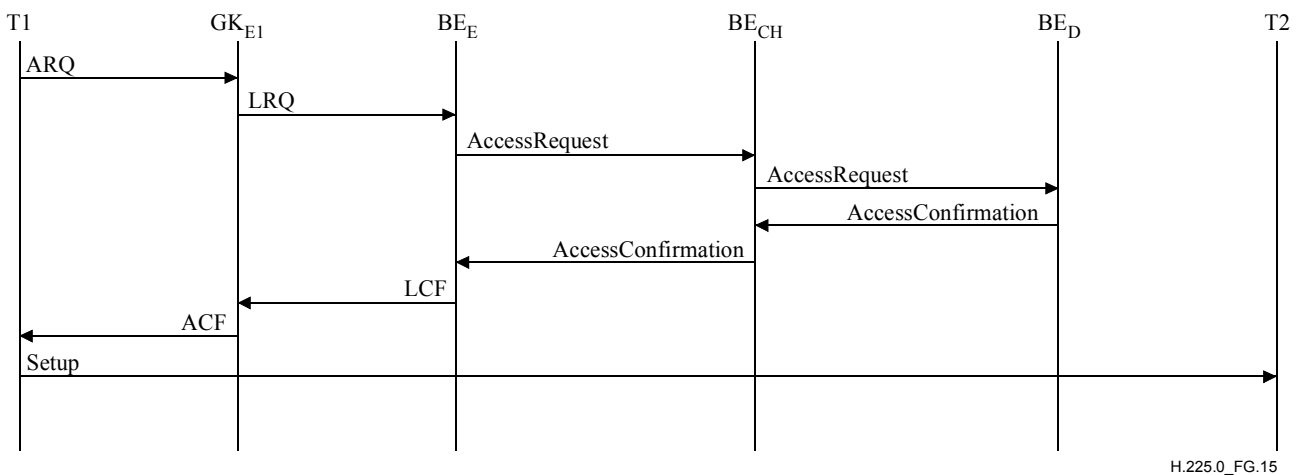 T1 GK_E1 BE_E BE_CH BE_D T2
ARQ
LRQ
AccessRequest
AccessRequest
AccessConfirmation
AccessConfirmation
LCF
ACF
Setup
H.225.0_FG.15